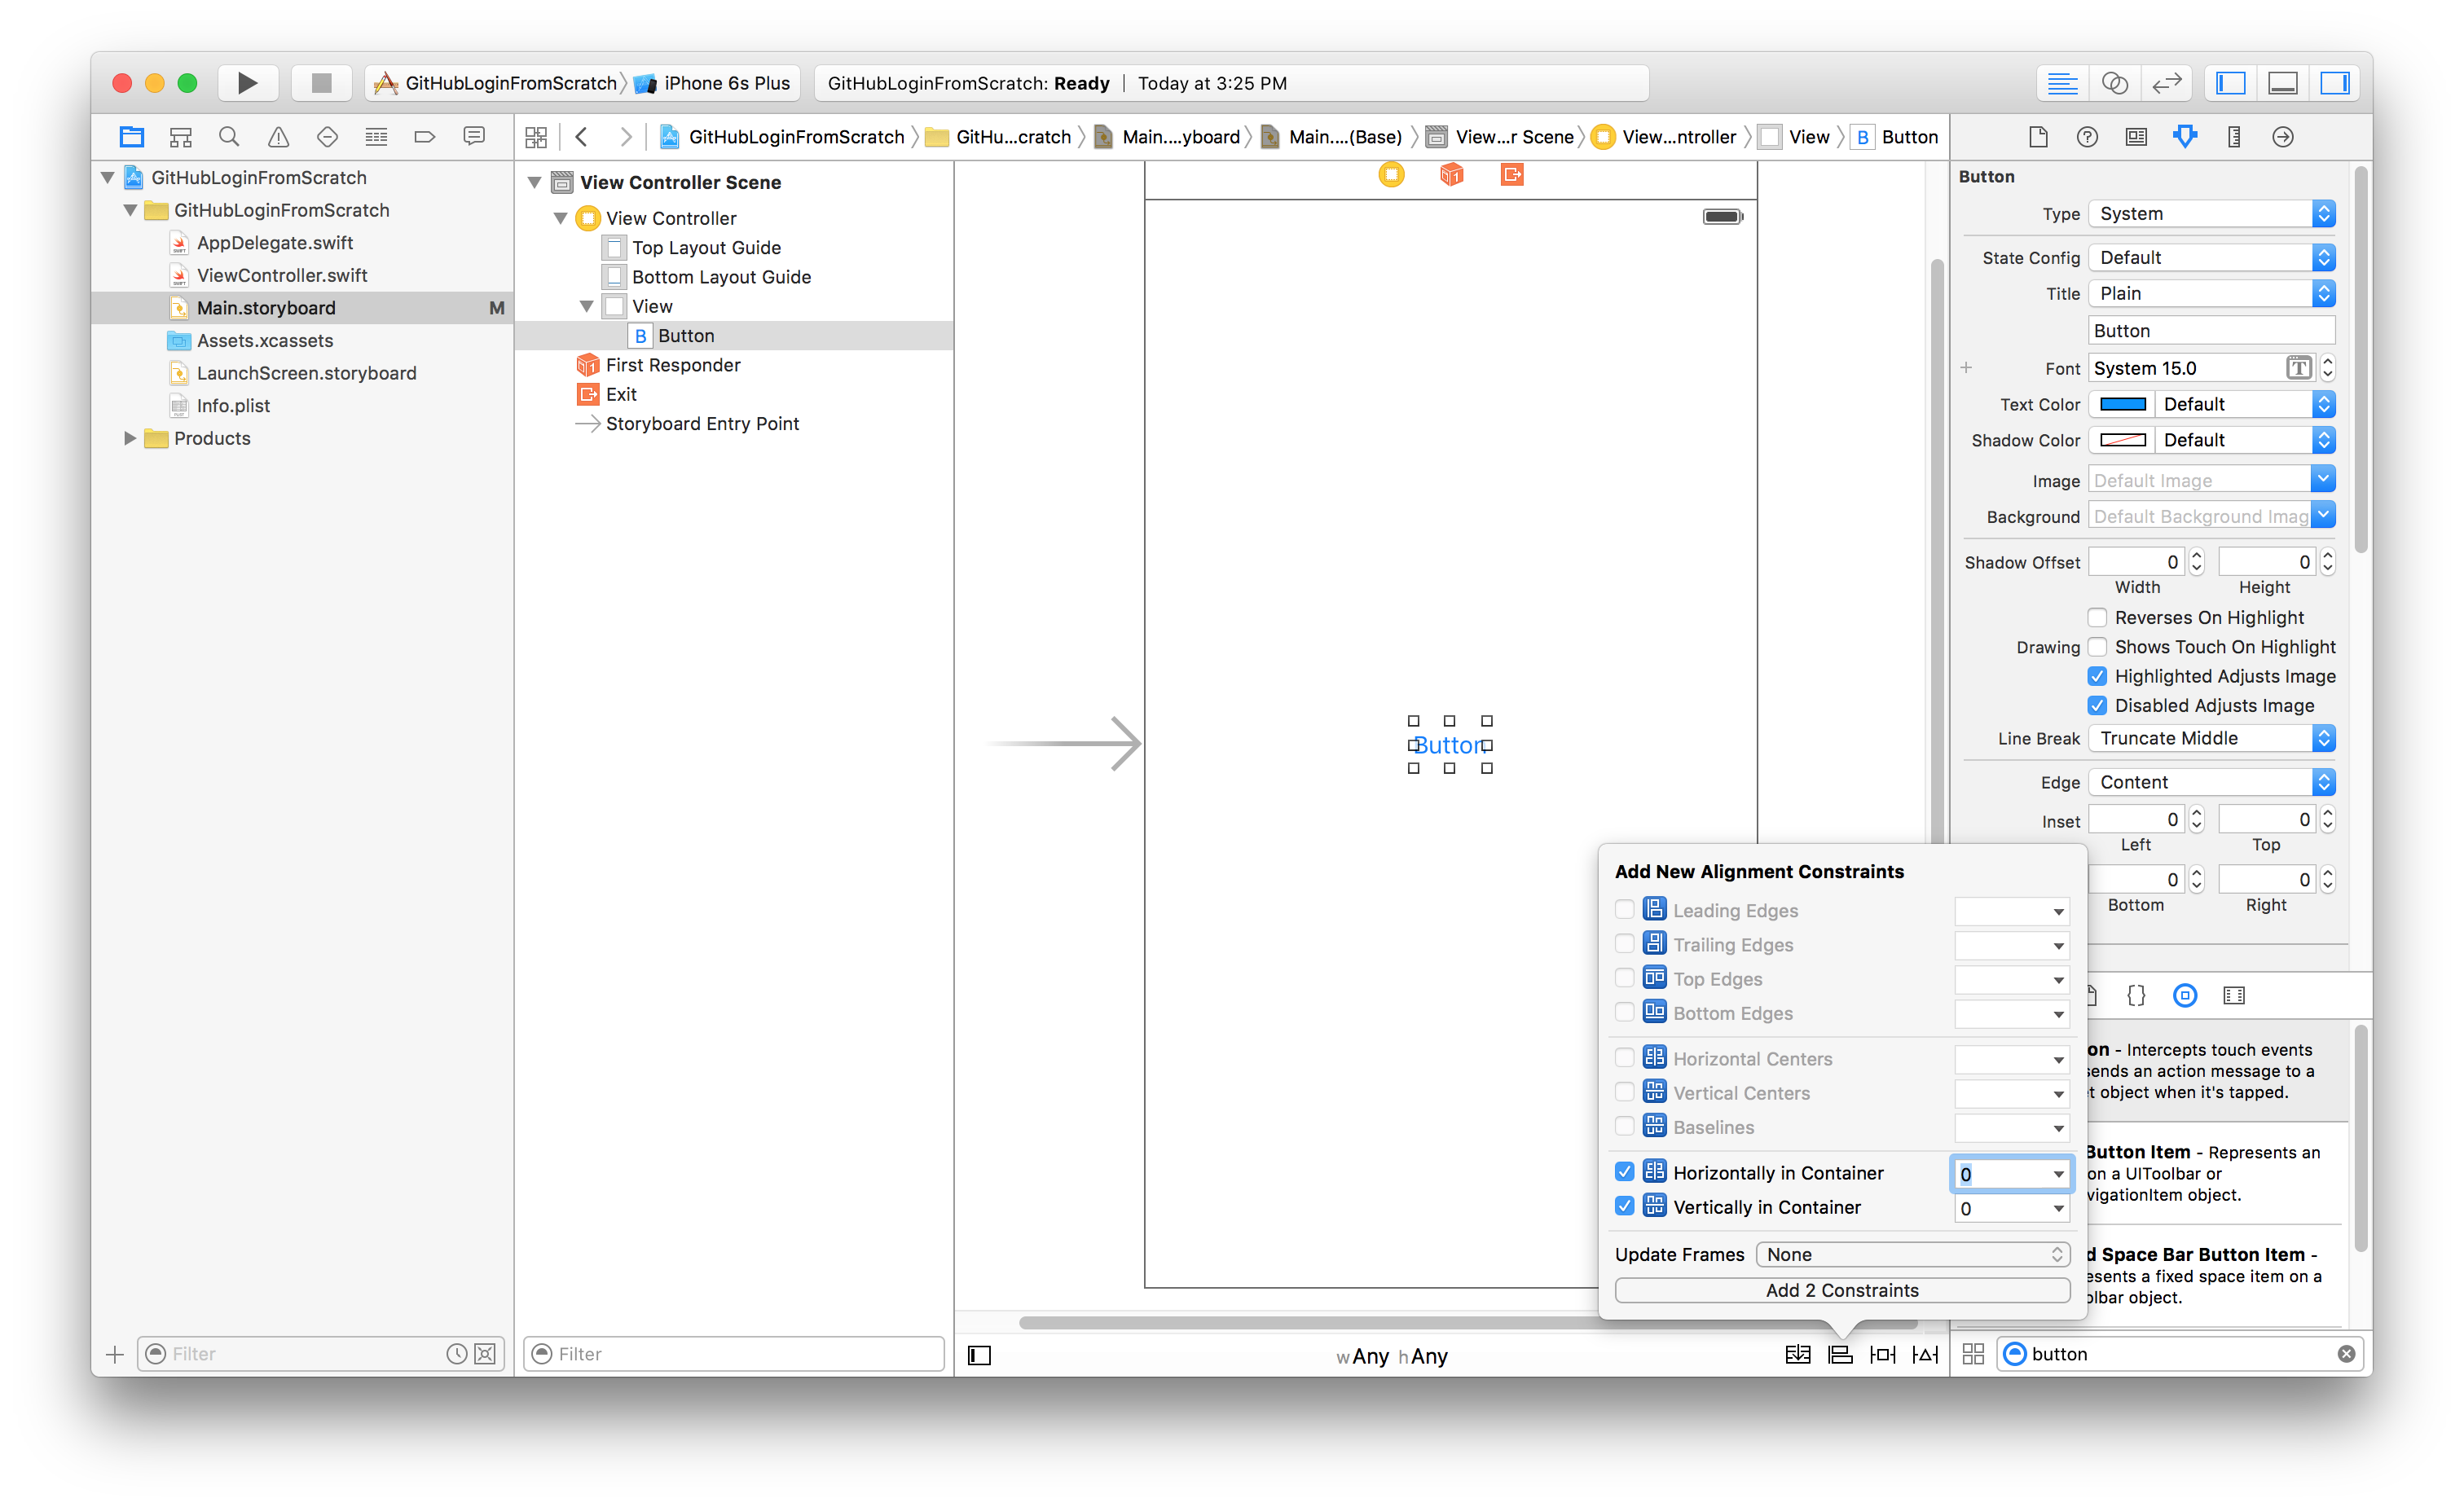 GitHubLoginFromScratch
iPhone 6s Plus
GitHubLoginFromScratch: Ready | Today at 3:25 PM
GitHubLoginFromScratch
GitHu...cratch
Main....yboard
Main....(Base)
View...r Scene
View...ntroller
View
B Button
GitHubLoginFromScratch
GitHubLoginFromScratch
AppDelegate.swift
ViewController.swift
Main.storyboard M
Assets.xcassets
LaunchScreen.storyboard
Info.plist
Products
Filter
View Controller Scene
View Controller
Top Layout Guide
Bottom Layout Guide
View
B Button
First Responder
Exit
Storyboard Entry Point
Filter
Button
wAny hAny
Add New Alignment Constraints
Leading Edges
Trailing Edges
Top Edges
Bottom Edges
Horizontal Centers
Vertical Centers
Baselines
Horizontally in Container 0
Vertically in Container 0
Update Frames None
Add 2 Constraints
Button
Type System
State Config Default
Title Plain
Button
Font System 15.0
Text Color Default
Shadow Color Default
Image Default Image
Background Default Background Imag
Shadow Offset 0 0
Width Height
Reverses On Highlight
Drawing Shows Touch On Highlight
Highlighted Adjusts Image
Disabled Adjusts Image
Line Break Truncate Middle
Edge Content
Inset 0 0
Left Top
0 0
Bottom Right
{}
on - Intercepts touch events
sends an action message to a
t object when it's tapped.
Button Item - Represents an
on a UIToolbar or
vigationItem object.
d Space Bar Button Item -
esents a fixed space item on a
olbar object.
button